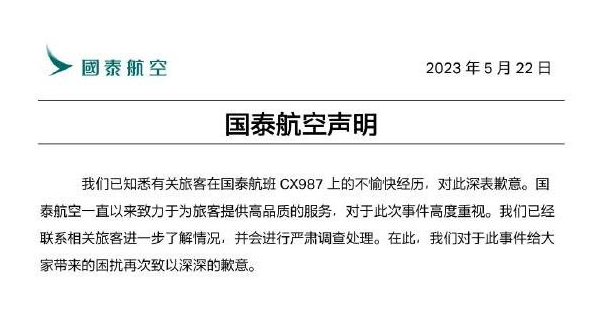 國泰航空
2023 年 5 月 22 日
国泰航空声明
我们已知悉有关旅客在国泰航班 CX987 上的不愉快经历，对此深表歉意。国
泰航空一直以来致力于为旅客提供高品质的服务，对于此次事件高度重视。我们已经
联系相关旅客进一步了解情况，并会进行严肃调查处理。在此，我们对于此事件给大
家带来的困扰再次致以深深的歉意。